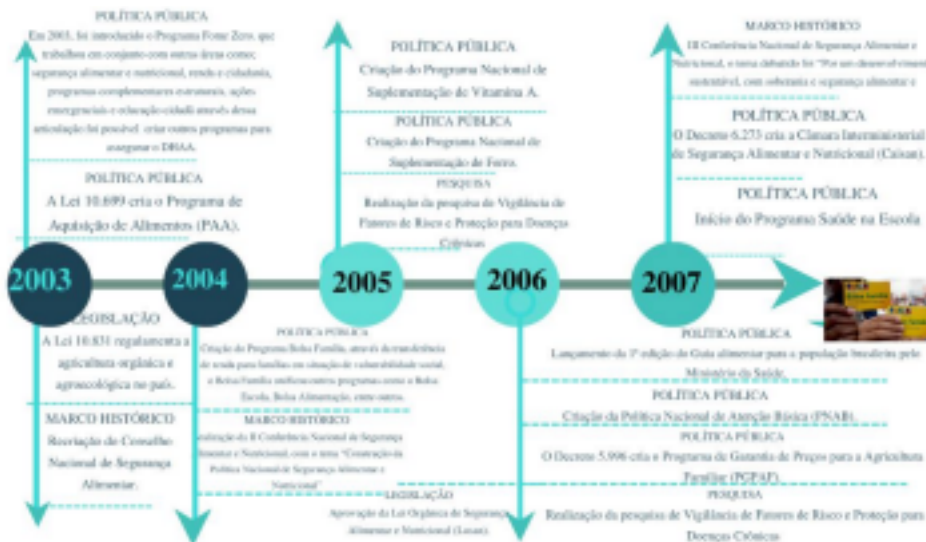 POLÍTICA PÚBLICA
Em 2003, foi introduzido o Programa Fome Zero, que
trabalhou em conjunto com outras áreas como;
segurança alimentar e nutricional, renda e cidadania,
programas complementares estruturais, ações
emergenciais e educação cidadã através dessa
articulação foi possível criar outros programas para
assegurar o DHAA.
POLÍTICA PÚBLICA
A Lei 10.699 cria o Programa de
Aquisição de Alimentos (PAA).
POLÍTICA PÚBLICA
Criação do Programa Nacional de
Suplementação de Vitamina A.
POLÍTICA PÚBLICA
Criação do Programa Nacional de
Suplementação de Ferro.
PESQUISA
Realização da pesquisa de Vigilância de
Fatores de Risco e Proteção para Doenças
Crônicas
MARCO HISTÓRICO
III Conferência Nacional de Segurança Alimentar e
Nutricional, o tema debatido foi "Por um desenvolviment
sustentável, com soberania e segurança alimentar e
POLÍTICA PÚBLICA
O Decreto 6.273 cria a Câmara Interministerial
de Segurança Alimentar e Nutricional (Caisan).
POLÍTICA PÚBLICA
Início do Programa Saúde na Escola
2003
2004
2005
2006
2007
LEGISLAÇÃO
A Lei 10.831 regulamenta a
agricultura orgânica e
agroecológica no país.
MARCO HISTÓRICO
Recriação do Conselho
Nacional de Segurança
Alimentar.
POLÍTICA PÚBLICA
Criação do Programa Bolsa Família, através da transferência
de renda para famílias em situação de vulnerabilidade social,
o Bolsa Família unificou outros programas como o Bolsa
Escola, Bolsa Alimentação, entre outros.
MARCO HISTÓRICO
ealização da II Conferência Nacional de Segurança
limentar e Nutricional, com o tema "Construção da
Política Nacional de Segurança Alimentar e
Nutricional"
LEGISLAÇÃO
Aprovação da Lei Orgânica de Segurança
Alimentar e Nutricional (Losan).
POLÍTICA PÚBLICA
Lançamento da 1ª edição do Guia alimentar para a população brasileira pelo
Ministério da Saúde.
POLÍTICA PÚBLICA
Criação da Política Nacional de Atenção Básica (PNAB).
POLÍTICA PÚBLICA
O Decreto 5.996 cria o Programa de Garantia de Preços para a Agricultura
Familiar (PGPAF).
PESQUISA
Realização da pesquisa de Vigilância de Fatores de Risco e Proteção para
Doenças Crônicas